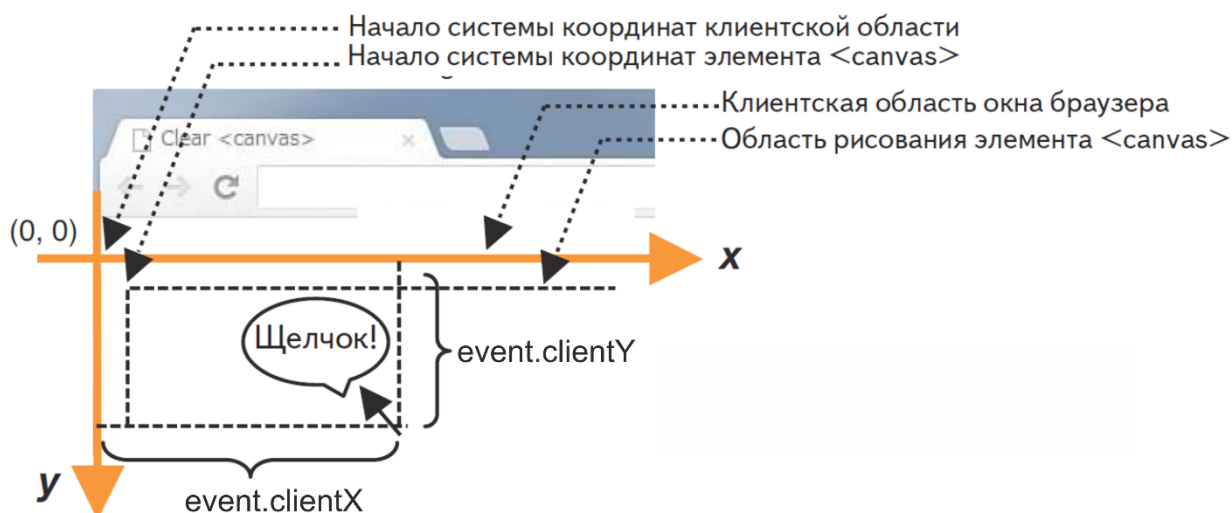 Начало системы координат клиентской области
Начало системы координат элемента <canvas>
Клиентская область окна браузера
Область рисования элемента <canvas>
Clear <canvas>
(0, 0)
x
Щелчок!
event.clientY
y
event.clientX